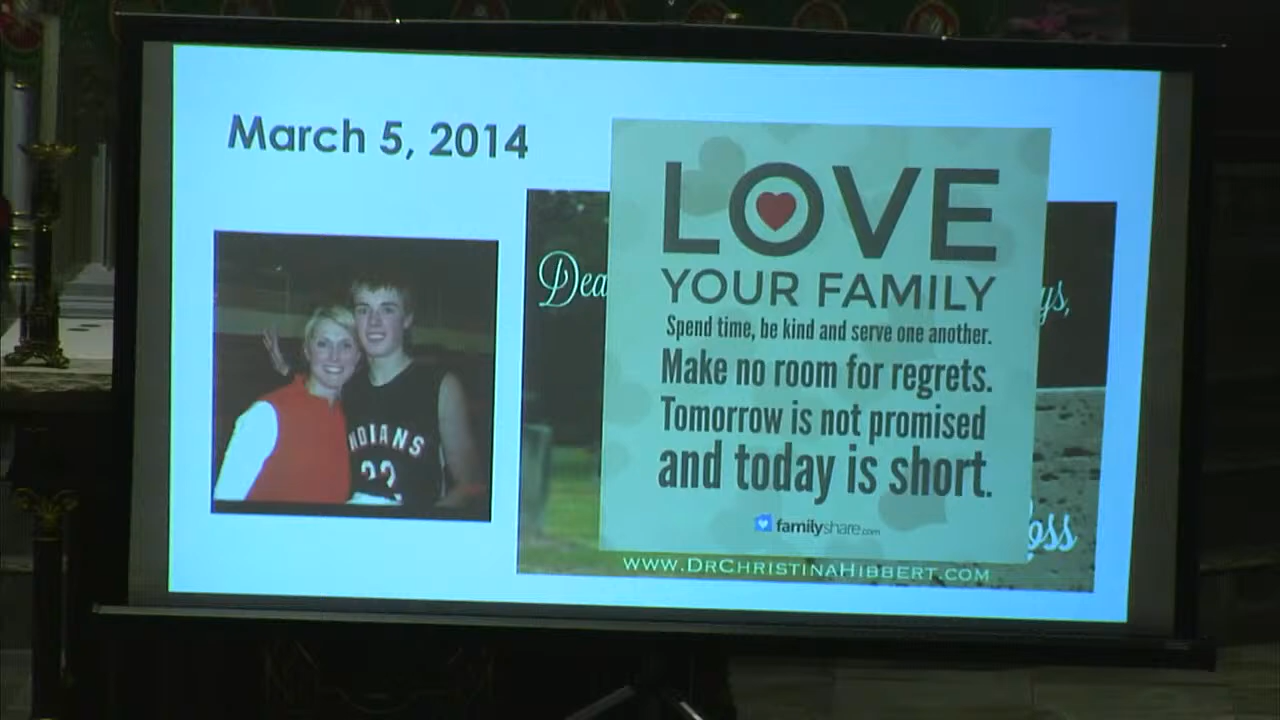 March 5, 2014
LOVE
YOUR FAMILY
Spend time, be kind and serve one another.
Make no room for regrets.
Tomorrow is not promised
and today is short.
familyshare.com
WWW.DRCHRISTINAHIBBERT.COM
INDIANS
22